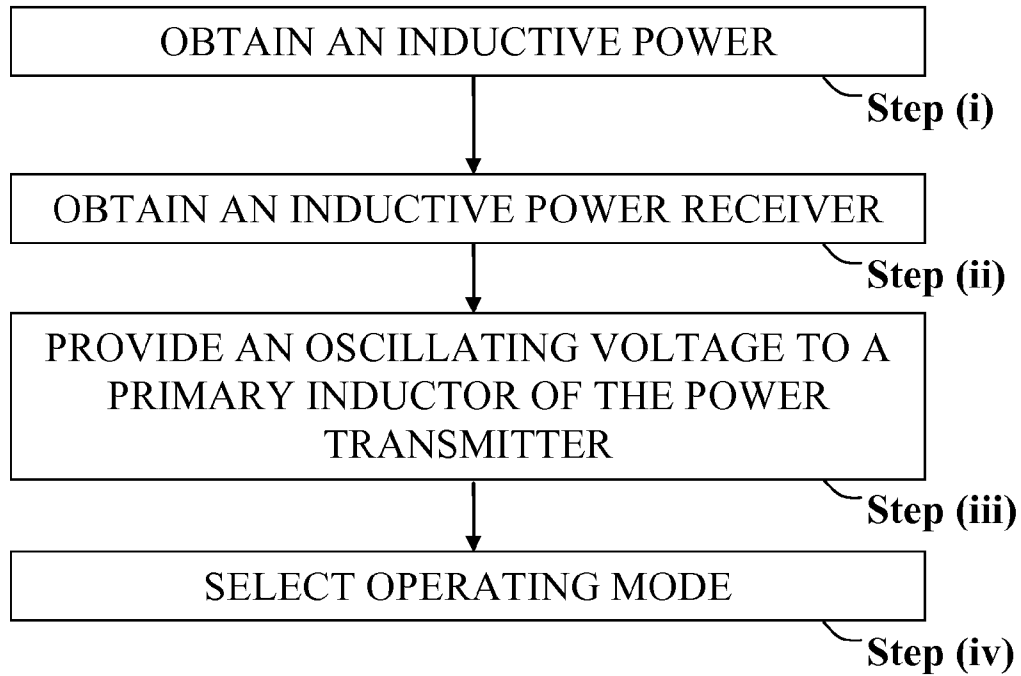 OBTAIN AN INDUCTIVE POWER
Step (i)
OBTAIN AN INDUCTIVE POWER RECEIVER
Step (ii)
PROVIDE AN OSCILLATING VOLTAGE TO A
PRIMARY INDUCTOR OF THE POWER
TRANSMITTER
Step (iii)
SELECT OPERATING MODE
Step (iv)